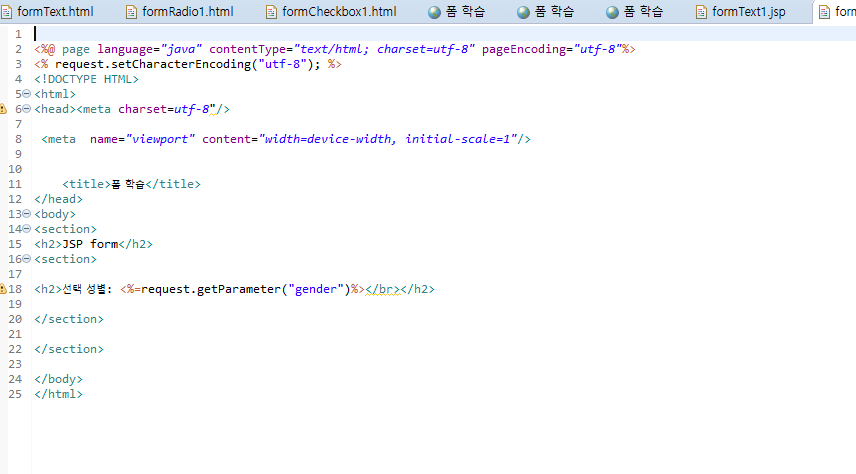 formText.html formRadio1.html formCheckbox1.html 폼 학습 폼 학습 폼 학습 formText1.jsp
1
2 <%@ page language="java" contentType="text/html; charset=utf-8" pageEncoding="utf-8"%>
3 <% request.setCharacterEncoding("utf-8"); %>
4 <!DOCTYPE HTML>
5 <html>
6 <head><meta charset=utf-8"/>
7
8 <meta  name="viewport" content="width=device-width, initial-scale=1"/>
9
10
11 <title>폼 학습</title>
12 </head>
13 <body>
14 <section>
15 <h2>JSP form</h2>
16 <section>
17
18 <h2>선택 성별: <%=request.getParameter("gender")%></br></h2>
19
20 </section>
21
22 </section>
23
24 </body>
25 </html>